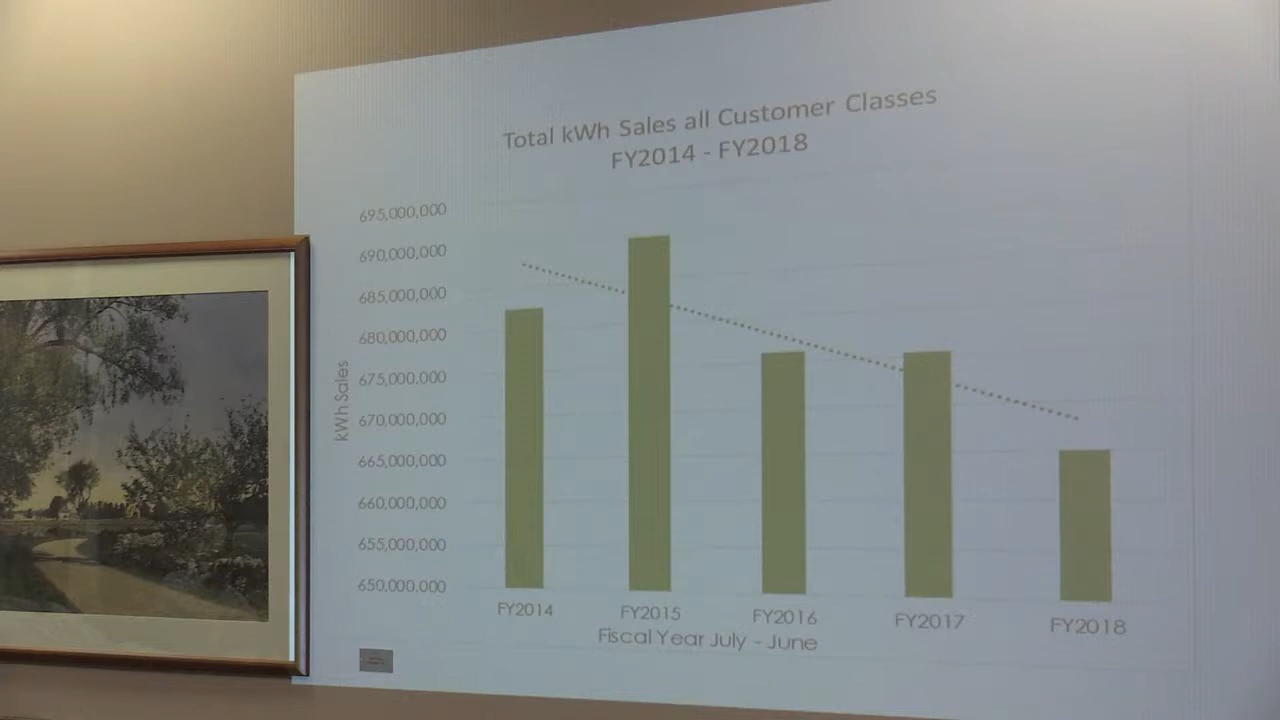 Total kWh Sales all Customer Classes
FY2014 - FY2018
695,000,000
690,000,000
685,000,000
680,000,000
675,000,000
670,000,000
665,000,000
660,000,000
655,000,000
650,000,000
kWh Sales
FY2014 FY2015 FY2016 FY2017 FY2018
Fiscal Year July - June